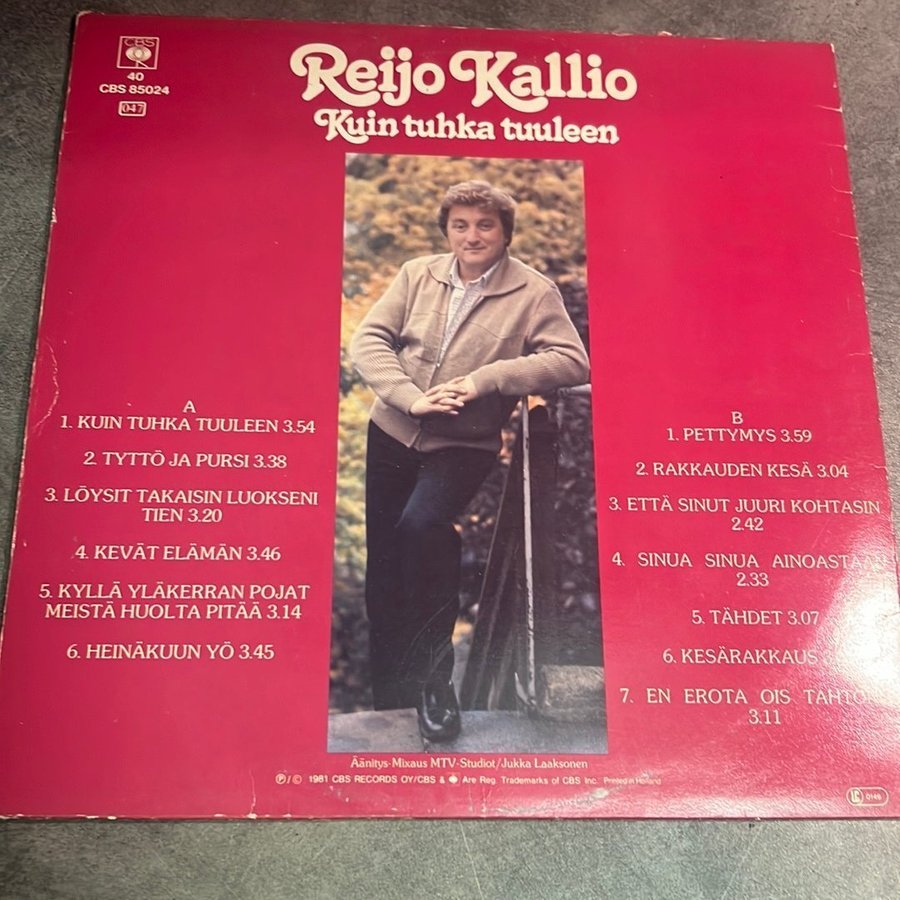 CBS
40
CBS 85024
047
Reijo Kallio
Kuin tuhka tuuleen
A
1. KUIN TUHKA TUULEEN 3.54
2. TYTTÖ JA PURSI 3.38
3. LÖYSIT TAKAISIN LUOKSENI
TIEN 3.20
4. KEVÄT ELÄMÄN 3.46
5. KYLLÄ YLÄKERRAN POJAT
MEISTÄ HUOLTA PITÄÄ 3.14
6. HEINÄKUUN YÖ 3.45
B
1. PETTYMYS 3.59
2. RAKKAUDEN KESÄ 3.04
3. ETTÄ SINUT JUURI KOHTASIN
2.42
4. SINUA SINUA AINOASTAAN
2.33
5. TÄHDET 3.07
6. KESÄRAKKAUS
7. EN EROTA OIS TAHTO
3.11
Äänitys-Mixaus MTV-Studiot/Jukka Laaksonen
Ⓟ/© 1981 CBS RECORDS OY/CBS & Are Reg. Trademarks of CBS Inc. Printed in Holland
LC 0149